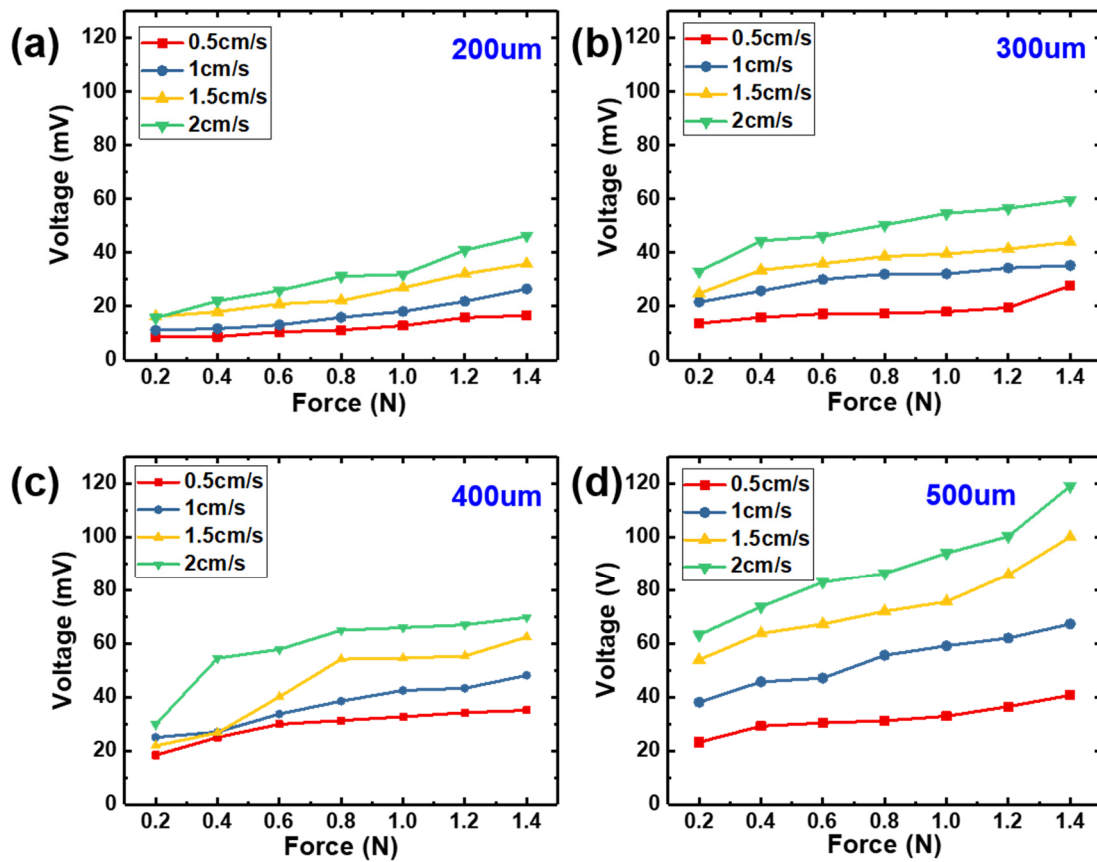 (a)
120
100
80
60
40
20
0
Voltage (mV)
0.5cm/s
1cm/s
1.5cm/s
2cm/s
200um
0.2 0.4 0.6 0.8 1.0 1.2 1.4
Force (N)
(b)
120
100
80
60
40
20
0
Voltage (mV)
0.5cm/s
1cm/s
1.5cm/s
2cm/s
300um
0.2 0.4 0.6 0.8 1.0 1.2 1.4
Force (N)
(c)
120
100
80
60
40
20
0
Voltage (mV)
0.5cm/s
1cm/s
1.5cm/s
2cm/s
400um
0.2 0.4 0.6 0.8 1.0 1.2 1.4
Force (N)
(d)
120
100
80
60
40
20
0
Voltage (V)
0.5cm/s
1cm/s
1.5cm/s
2cm/s
500um
0.2 0.4 0.6 0.8 1.0 1.2 1.4
Force (N)